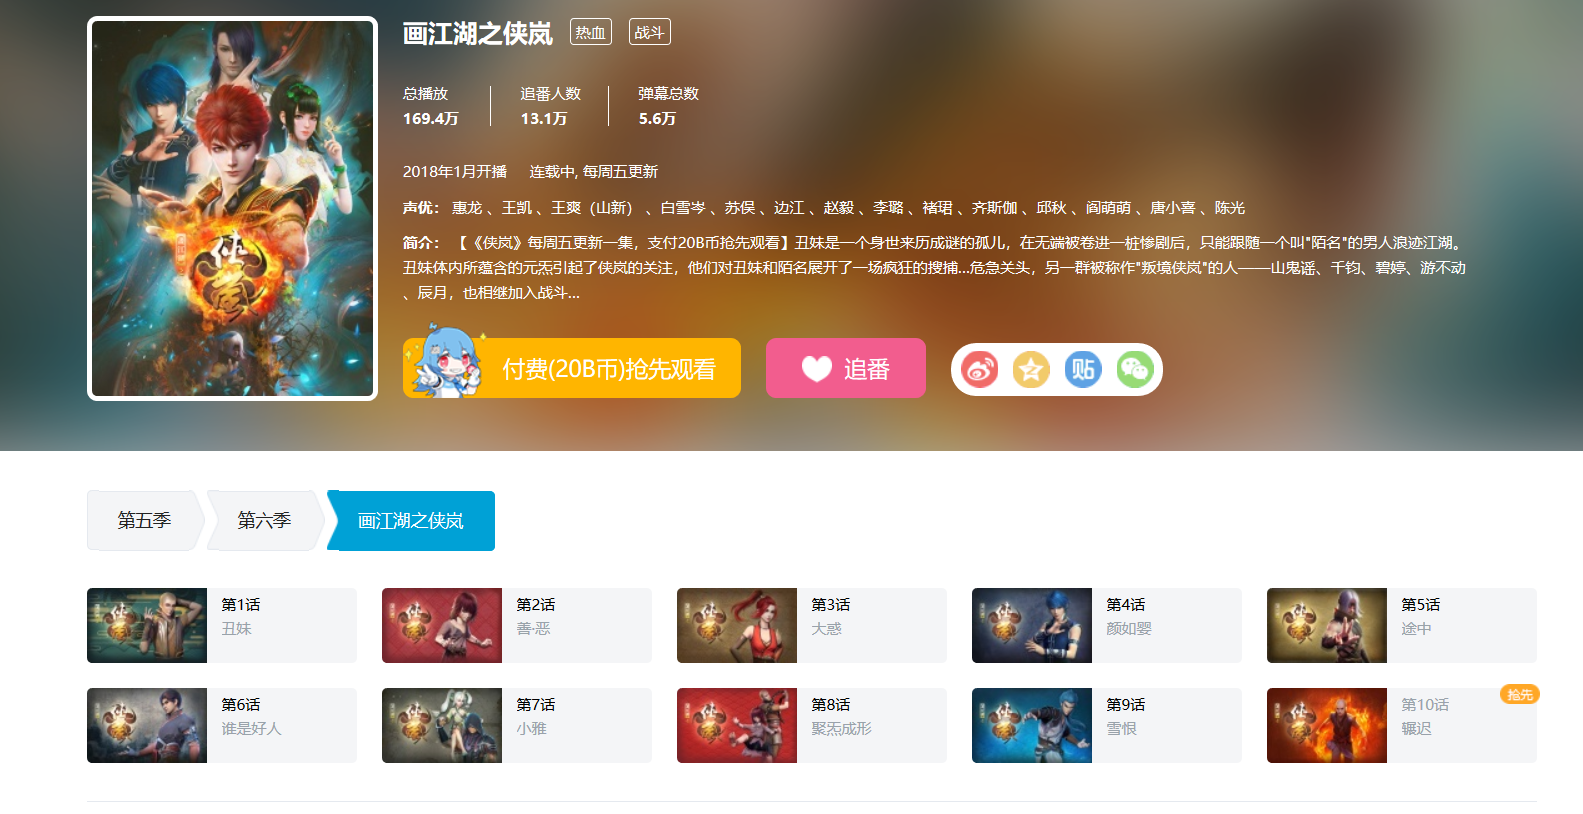 画江湖之侠岚 热血 战斗
总播放 追番人数 弹幕总数
169.4万 13.1万 5.6万
2018年1月开播 连载中, 每周五更新
声优： 惠龙 、王凯 、王爽（山新） 、白雪岑 、苏俣 、边江 、赵毅 、李璐 、褚珺 、齐斯伽 、邱秋 、阎萌萌 、唐小喜 、陈光
简介： 【《侠岚》每周五更新一集，支付20B币抢先观看】丑妹是一个身世来历成谜的孤儿，在无端被卷进一桩惨剧后，只能跟随一个叫"陌名"的男人浪迹江湖。
丑妹体内所蕴含的元炁引起了侠岚的关注，他们对丑妹和陌名展开了一场疯狂的搜捕...危急关头，另一群被称作"叛境侠岚"的人——山鬼谣、千钧、碧婷、游不动
、辰月，也相继加入战斗...
侠岚
付费(20B币)抢先观看 追番 贴
第五季 第六季 画江湖之侠岚
第1话 第2话 第3话 第4话 第5话
丑妹 善·恶 大惑 颜如婴 途中
抢先
第6话 第7话 第8话 第9话 第10话
谁是好人 小雅 聚炁成形 雪恨 辗迟